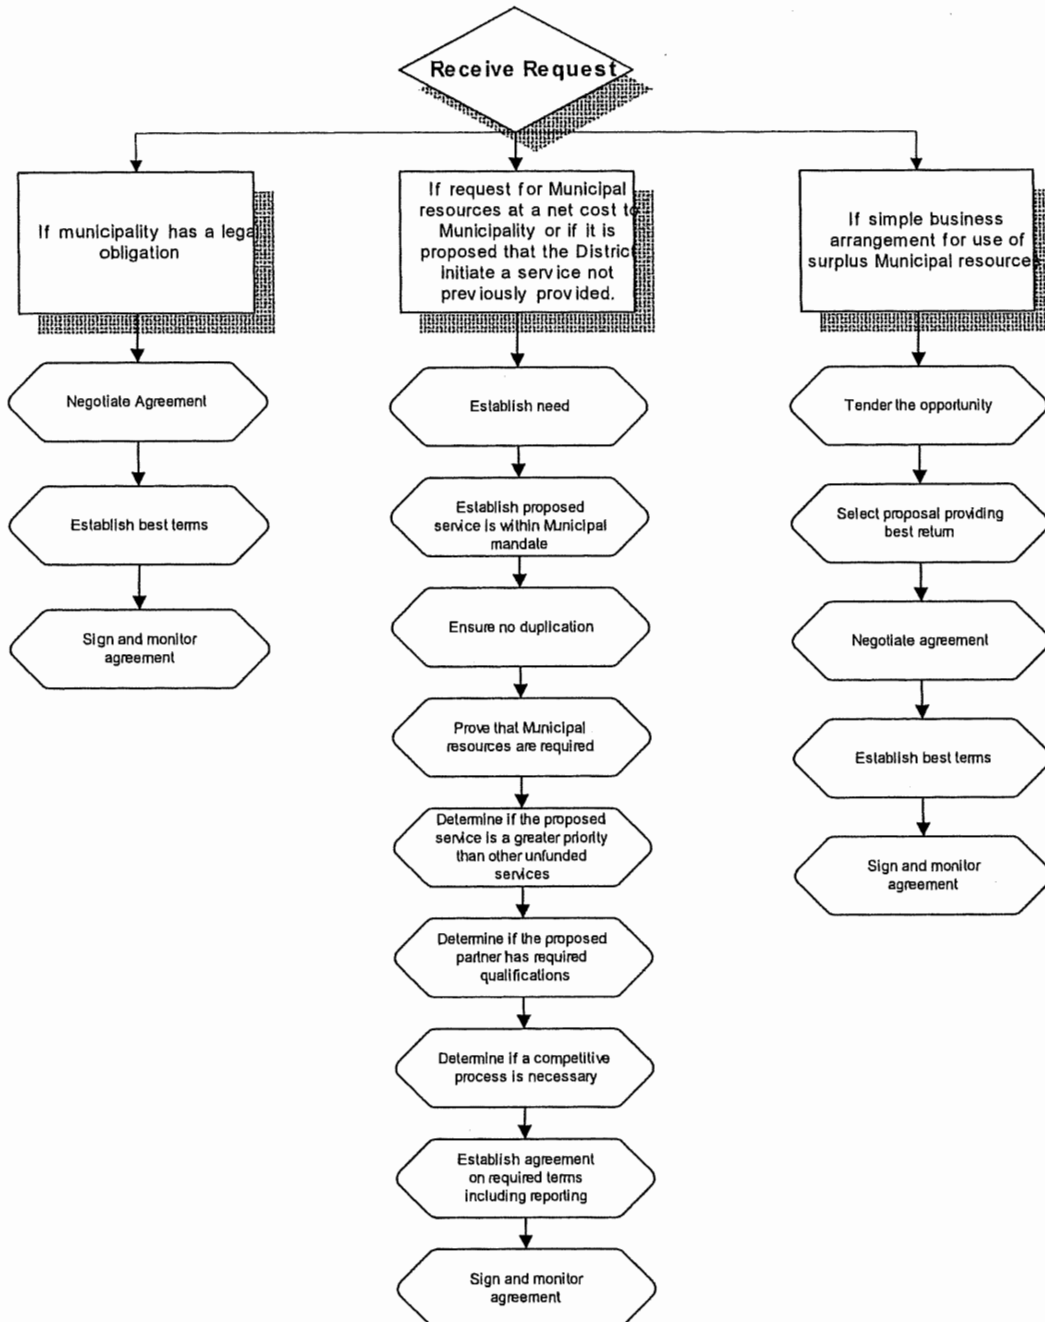 Receive Request
If municipality has a legal
obligation
Negotiate Agreement
Establish best terms
Sign and monitor
agreement
If request for Municipal
resources at a net cost to
Municipality or if it is
proposed that the District
initiate a service not
previously provided.
Establish need
Establish proposed
service is within Municipal
mandate
Ensure no duplication
Prove that Municipal
resources are required
Determine if the proposed
service is a greater priority
than other unfunded
services
Determine if the proposed
partner has required
qualifications
Determine if a competitive
process is necessary
Establish agreement
on required terms
including reporting
Sign and monitor
agreement
If simple business
arrangement for use of
surplus Municipal resources
Tender the opportunity
Select proposal providing
best return
Negotiate agreement
Establish best terms
Sign and monitor
agreement